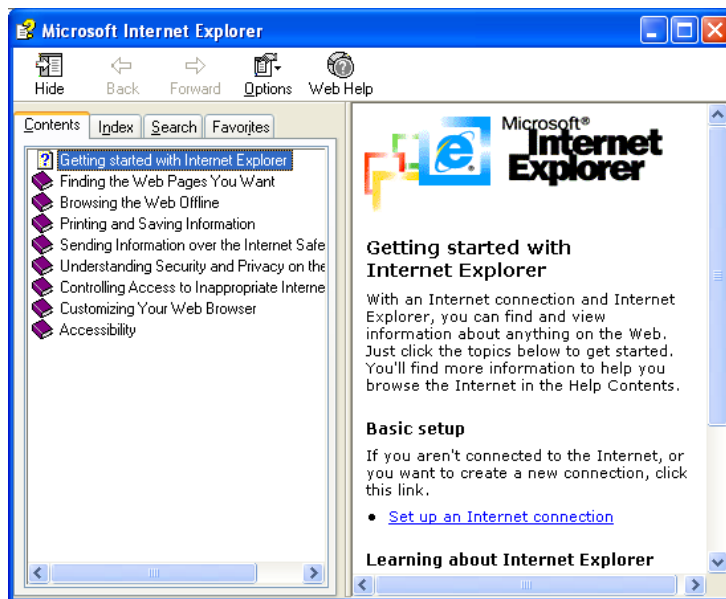 Microsoft Internet Explorer
Hide Back Forward Options Web Help
Contents Index Search Favorites
Getting started with Internet Explorer
Finding the Web Pages You Want
Browsing the Web Offline
Printing and Saving Information
Sending Information over the Internet Safe
Understanding Security and Privacy on the
Controlling Access to Inappropriate Interne
Customizing Your Web Browser
Accessibility
Microsoft®
Internet
Explorer
Getting started with
Internet Explorer
With an Internet connection and Internet
Explorer, you can find and view
information about anything on the Web.
Just click the topics below to get started.
You'll find more information to help you
browse the Internet in the Help Contents.
Basic setup
If you aren't connected to the Internet, or
you want to create a new connection, click
this link.
• Set up an Internet connection
Learning about Internet Explorer